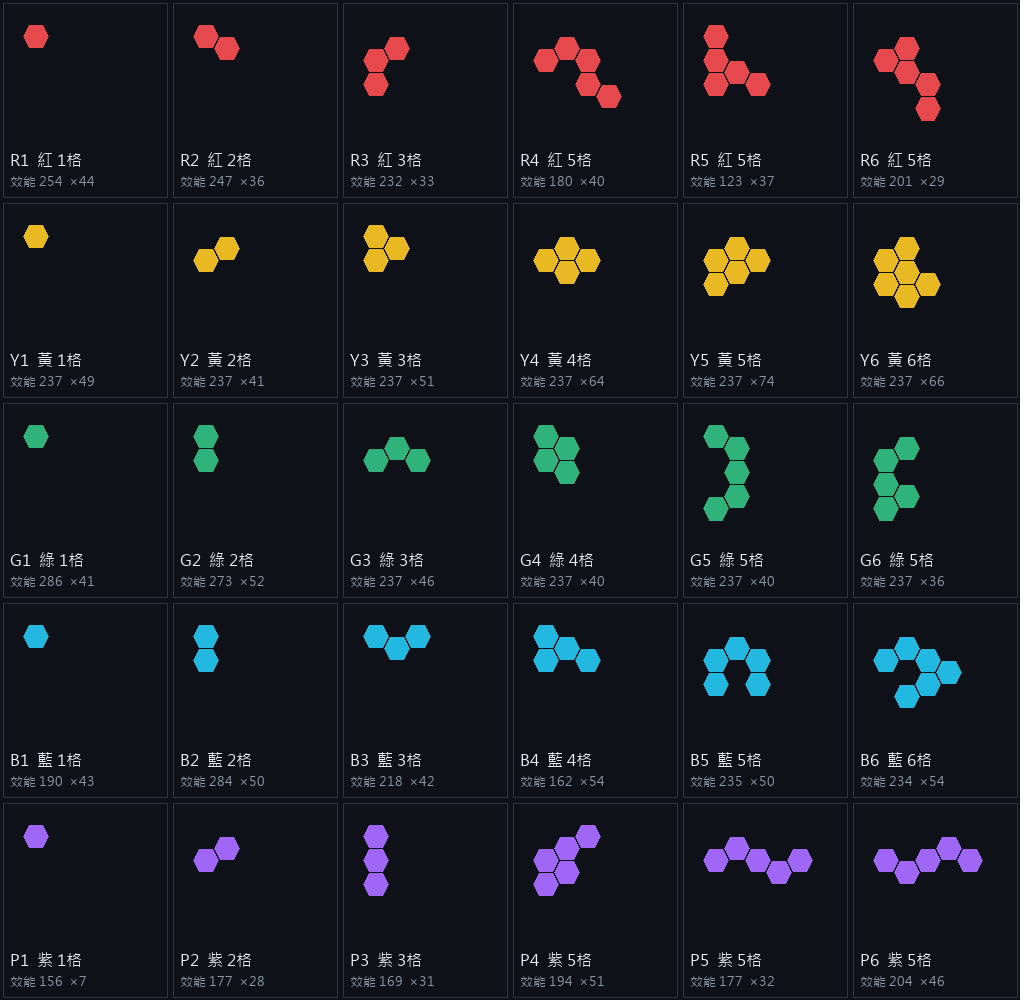 R1 紅 1格
效能 254 ×44
R2 紅 2格
效能 247 ×36
R3 紅 3格
效能 232 ×33
R4 紅 5格
效能 180 ×40
R5 紅 5格
效能 123 ×37
R6 紅 5格
效能 201 ×29
Y1 黃 1格
效能 237 ×49
Y2 黃 2格
效能 237 ×41
Y3 黃 3格
效能 237 ×51
Y4 黃 4格
效能 237 ×64
Y5 黃 5格
效能 237 ×74
Y6 黃 6格
效能 237 ×66
G1 綠 1格
效能 286 ×41
G2 綠 2格
效能 273 ×52
G3 綠 3格
效能 237 ×46
G4 綠 4格
效能 237 ×40
G5 綠 5格
效能 237 ×40
G6 綠 5格
效能 237 ×36
B1 藍 1格
效能 190 ×43
B2 藍 2格
效能 284 ×50
B3 藍 3格
效能 218 ×42
B4 藍 4格
效能 162 ×54
B5 藍 5格
效能 235 ×50
B6 藍 6格
效能 234 ×54
P1 紫 1格
效能 156 ×7
P2 紫 2格
效能 177 ×28
P3 紫 3格
效能 169 ×31
P4 紫 5格
效能 194 ×51
P5 紫 5格
效能 177 ×32
P6 紫 5格
效能 204 ×46